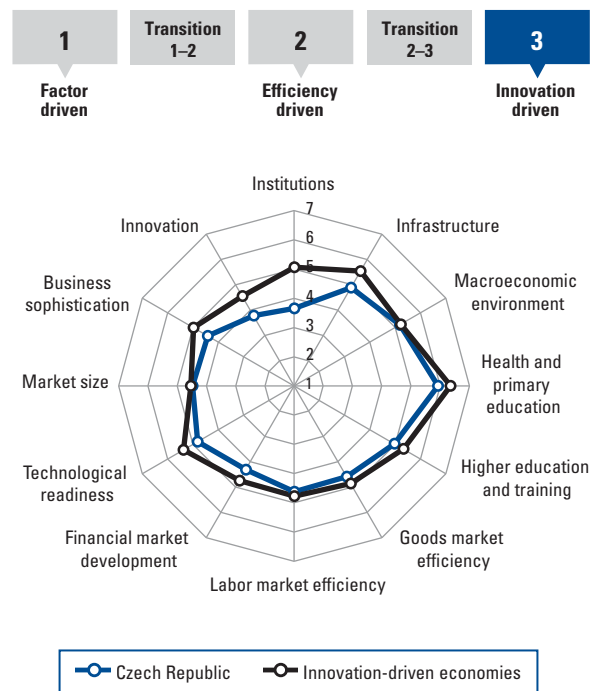 1
Transition
1–2
2
Transition
2–3
3
Factor
driven
Efficiency
driven
Innovation
driven
Institutions
Innovation
Infrastructure
Business
sophistication
Macroeconomic
environment
Market size
Health and
primary
education
Technological
readiness
Higher education
and training
Financial market
development
Goods market
efficiency
Labor market efficiency
7
6
5
4
3
2
1
Czech Republic
Innovation-driven economies